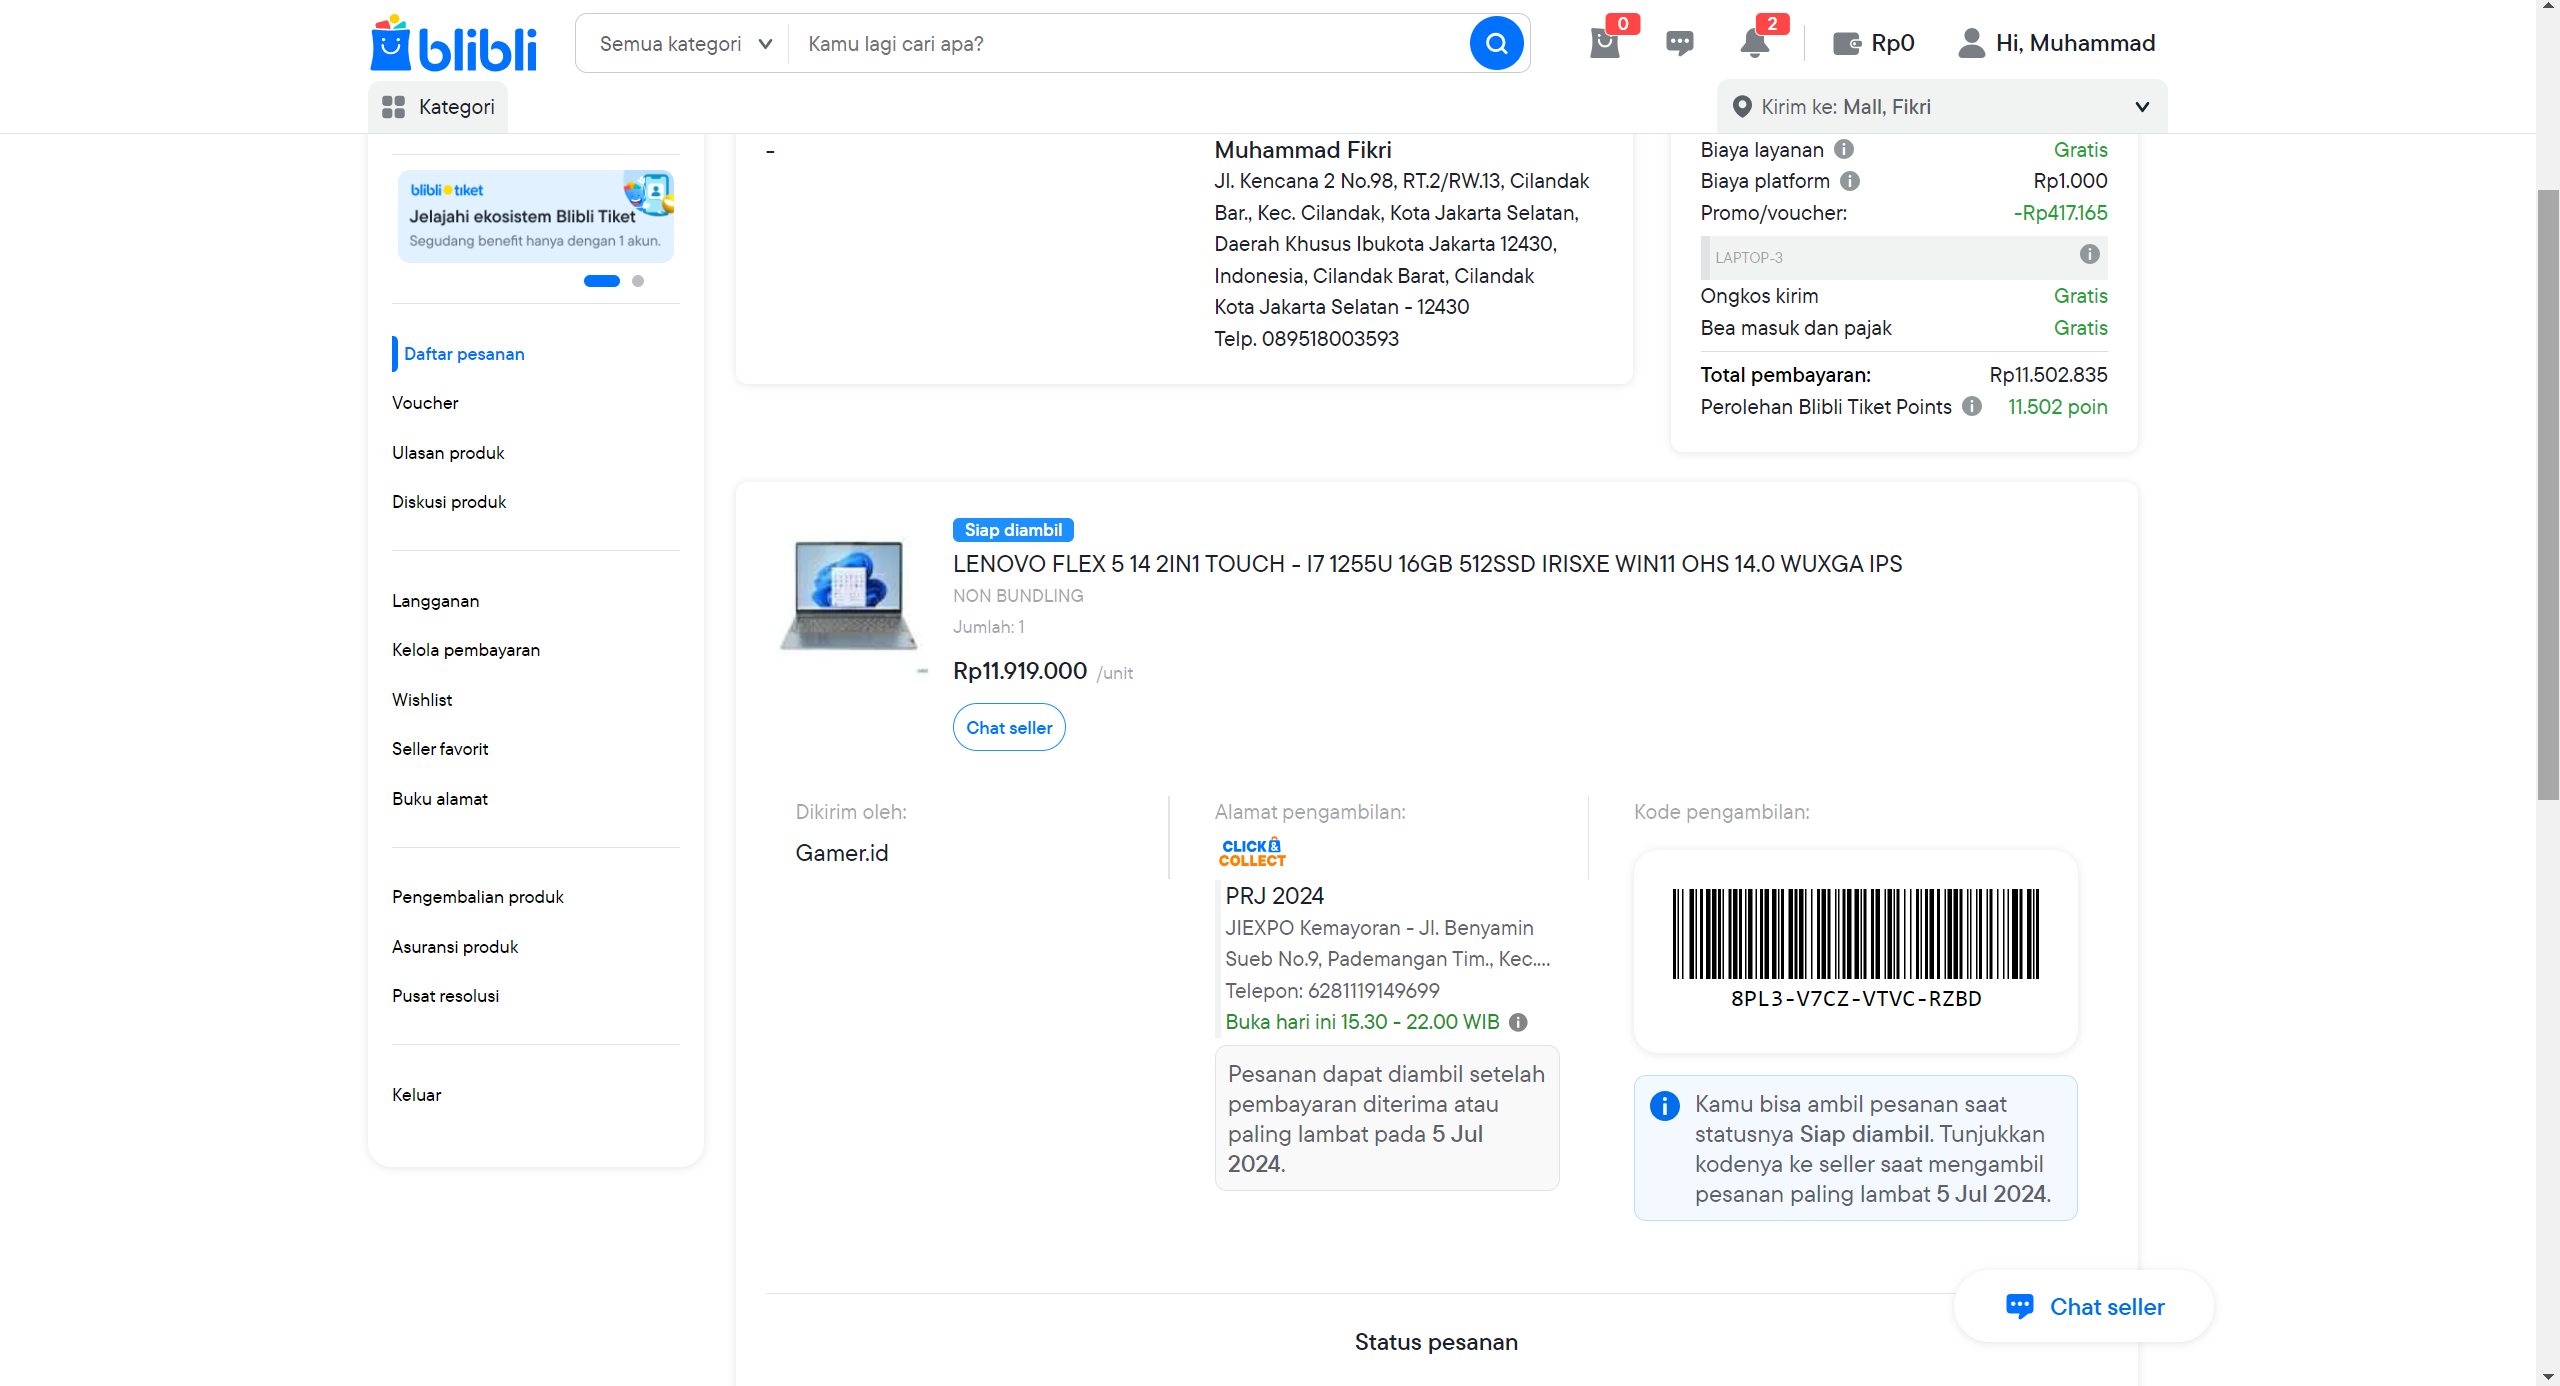 blibli
Semua kategori
Kamu lagi cari apa?
0
2
Rp0
Hi, Muhammad
Kategori
Kirim ke: Mall, Fikri
blibli tiket
Jelajahi ekosistem Blibli Tiket
Segudang benefit hanya dengan 1 akun.
Daftar pesanan
Voucher
Ulasan produk
Diskusi produk
Langganan
Kelola pembayaran
Wishlist
Seller favorit
Buku alamat
Pengembalian produk
Asuransi produk
Pusat resolusi
Keluar
-
Muhammad Fikri
Jl. Kencana 2 No.98, RT.2/RW.13, Cilandak
Bar., Kec. Cilandak, Kota Jakarta Selatan,
Daerah Khusus Ibukota Jakarta 12430,
Indonesia, Cilandak Barat, Cilandak
Kota Jakarta Selatan - 12430
Telp. 089518003593
Biaya layanan Gratis
Biaya platform Rp1.000
Promo/voucher: -Rp417.165
LAPTOP-3
Ongkos kirim Gratis
Bea masuk dan pajak Gratis
Total pembayaran: Rp11.502.835
Perolehan Blibli Tiket Points 11.502 poin
Siap diambil
LENOVO FLEX 5 14 2IN1 TOUCH - I7 1255U 16GB 512SSD IRISXE WIN11 OHS 14.0 WUXGA IPS
NON BUNDLING
Jumlah: 1
Rp11.919.000 /unit
Chat seller
Dikirim oleh:
Gamer.id
Alamat pengambilan:
CLICK &
COLLECT
PRJ 2024
JIEXPO Kemayoran - Jl. Benyamin
Sueb No.9, Pademangan Tim., Kec....
Telepon: 6281119149699
Buka hari ini 15.30 - 22.00 WIB
Pesanan dapat diambil setelah
pembayaran diterima atau
paling lambat pada 5 Jul
2024.
Kode pengambilan:
8PL3-V7CZ-VTVC-RZBD
Kamu bisa ambil pesanan saat
statusnya Siap diambil. Tunjukkan
kodenya ke seller saat mengambil
pesanan paling lambat 5 Jul 2024.
Chat seller
Status pesanan